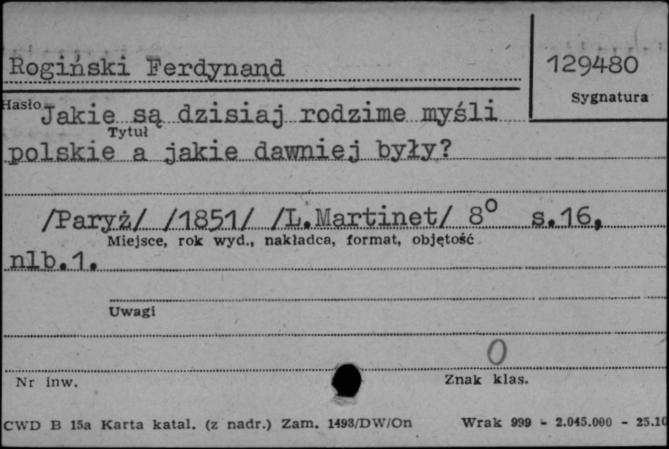 Rogiński Ferdynand
129480
Hasło
Sygnatura
Jakie są dzisiaj rodzime myśli
Tytuł
polskie a jakie dawniej były?
/Paryż/ /1851/ /L.Martinet/ 8° s.16,
Miejsce, rok wyd., nakładca, format, objętość
nlb.1.
Uwagi
0
Nr inw.
Znak klas.
CWD B 15a Karta katal. (z nadr.) Zam. 1493/DW/On Wrak 999 - 2.045.000 - 25.10